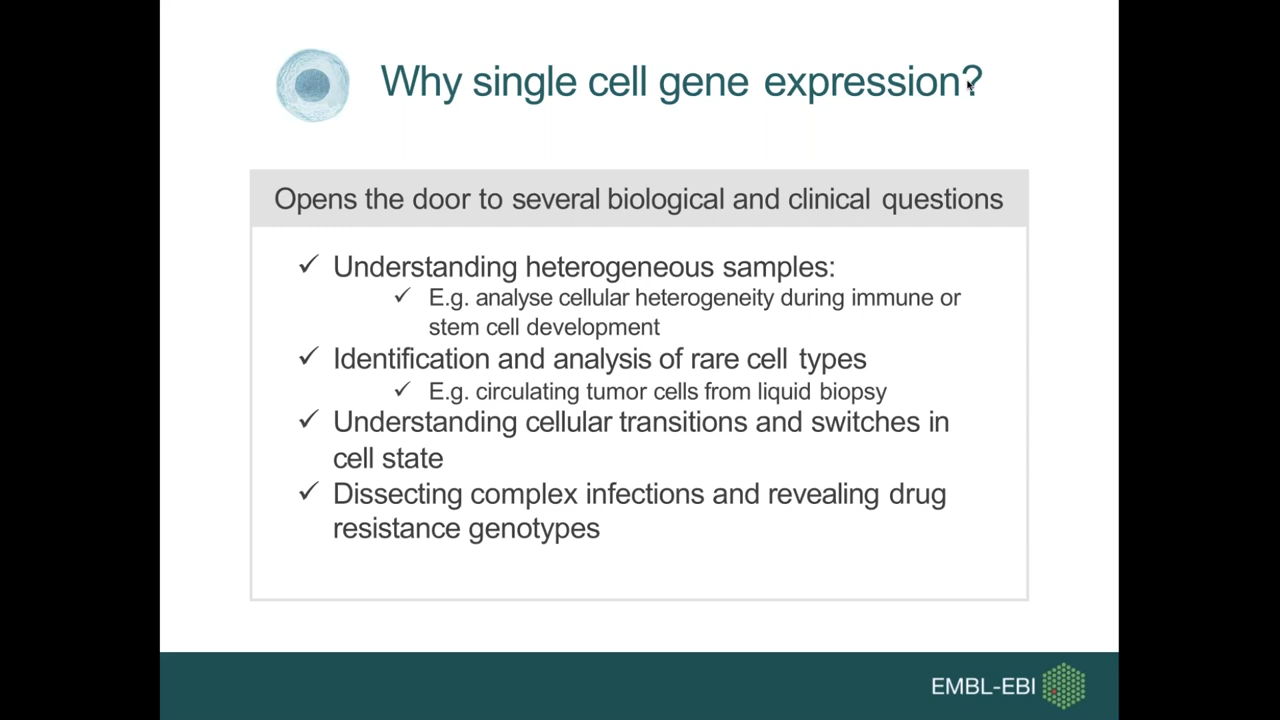 Why single cell gene expression?
Opens the door to several biological and clinical questions
✓ Understanding heterogeneous samples:
✓ E.g. analyse cellular heterogeneity during immune or
stem cell development
✓ Identification and analysis of rare cell types
✓ E.g. circulating tumor cells from liquid biopsy
✓ Understanding cellular transitions and switches in
cell state
✓ Dissecting complex infections and revealing drug
resistance genotypes
EMBL-EBI